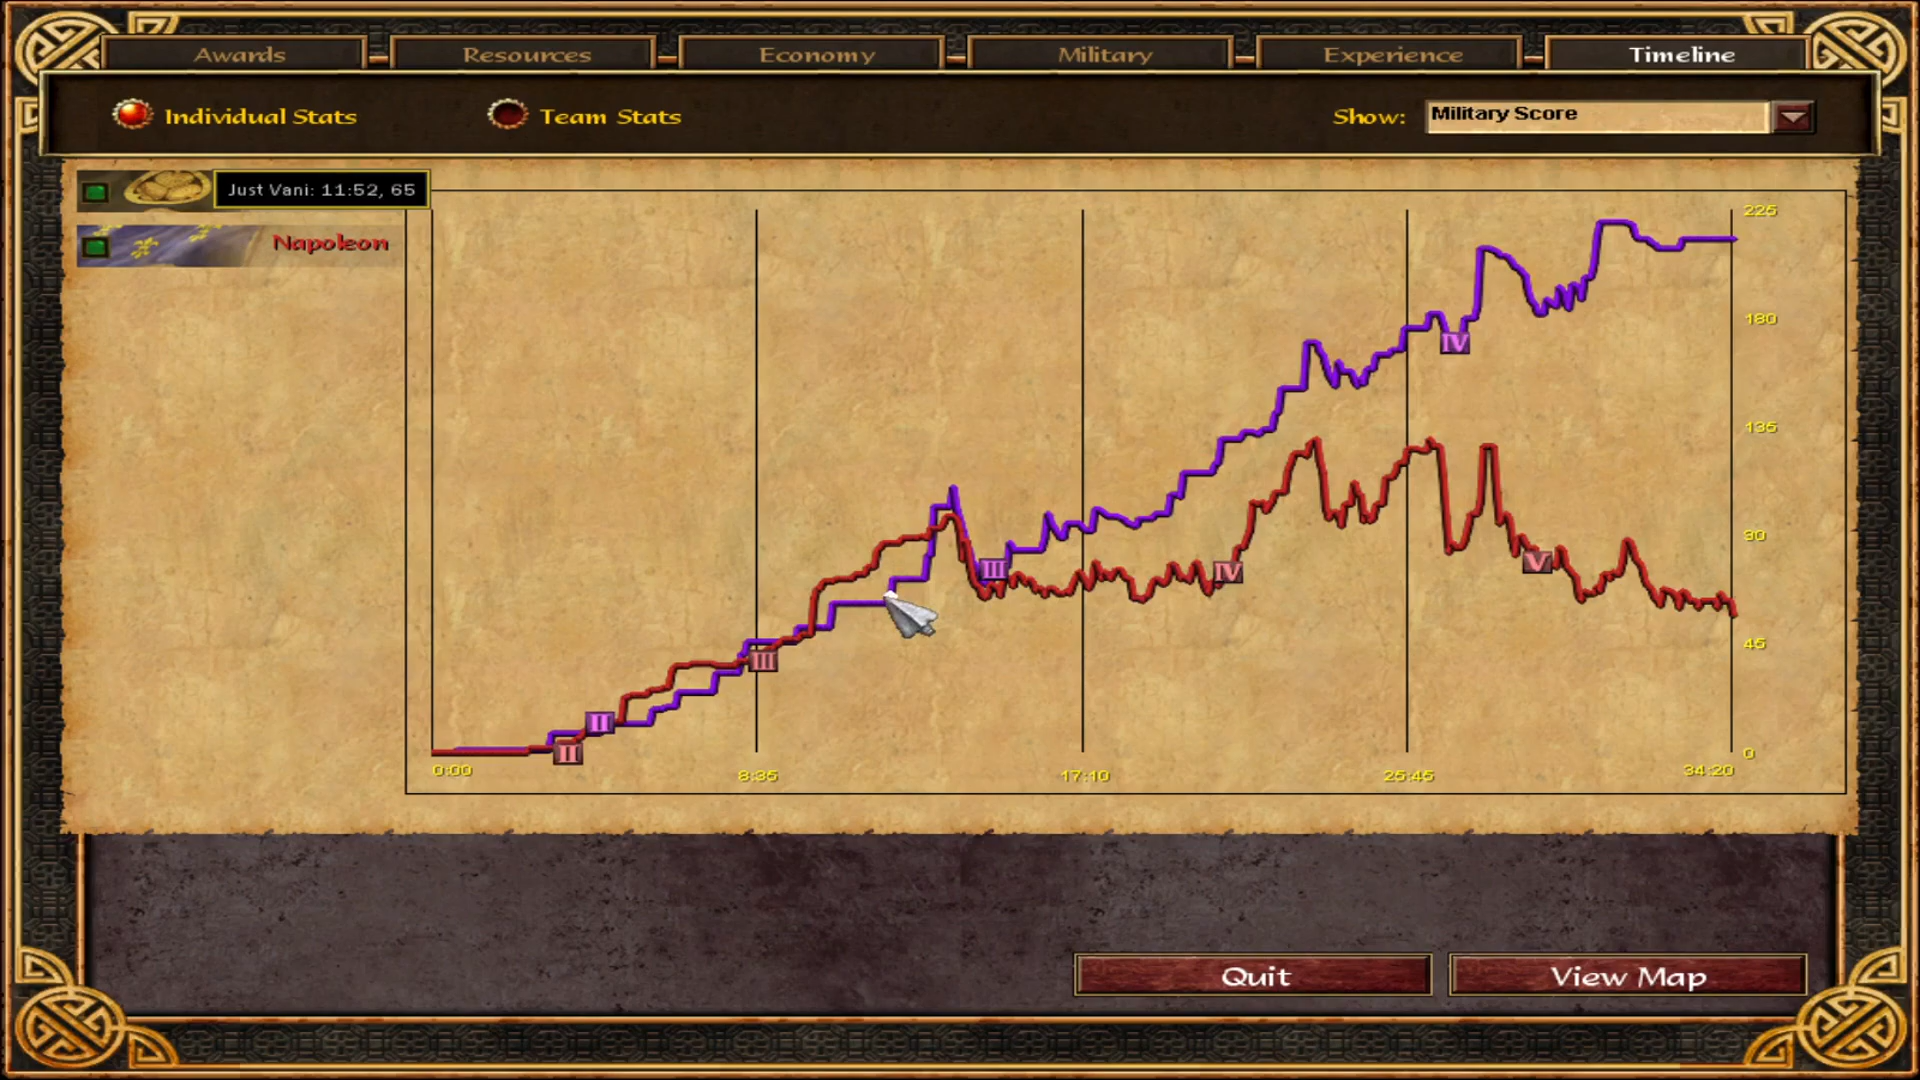 Awards
Resources
Economy
Military
Experience
Timeline
Individual Stats
Team Stats
Show:
Military Score
Just Vani: 11:52, 65
Napoleon
225
180
135
90
45
0
II
II
III
III
IV
IV
V
0:00
8:35
17:10
25:45
34:20
Quit
View Map